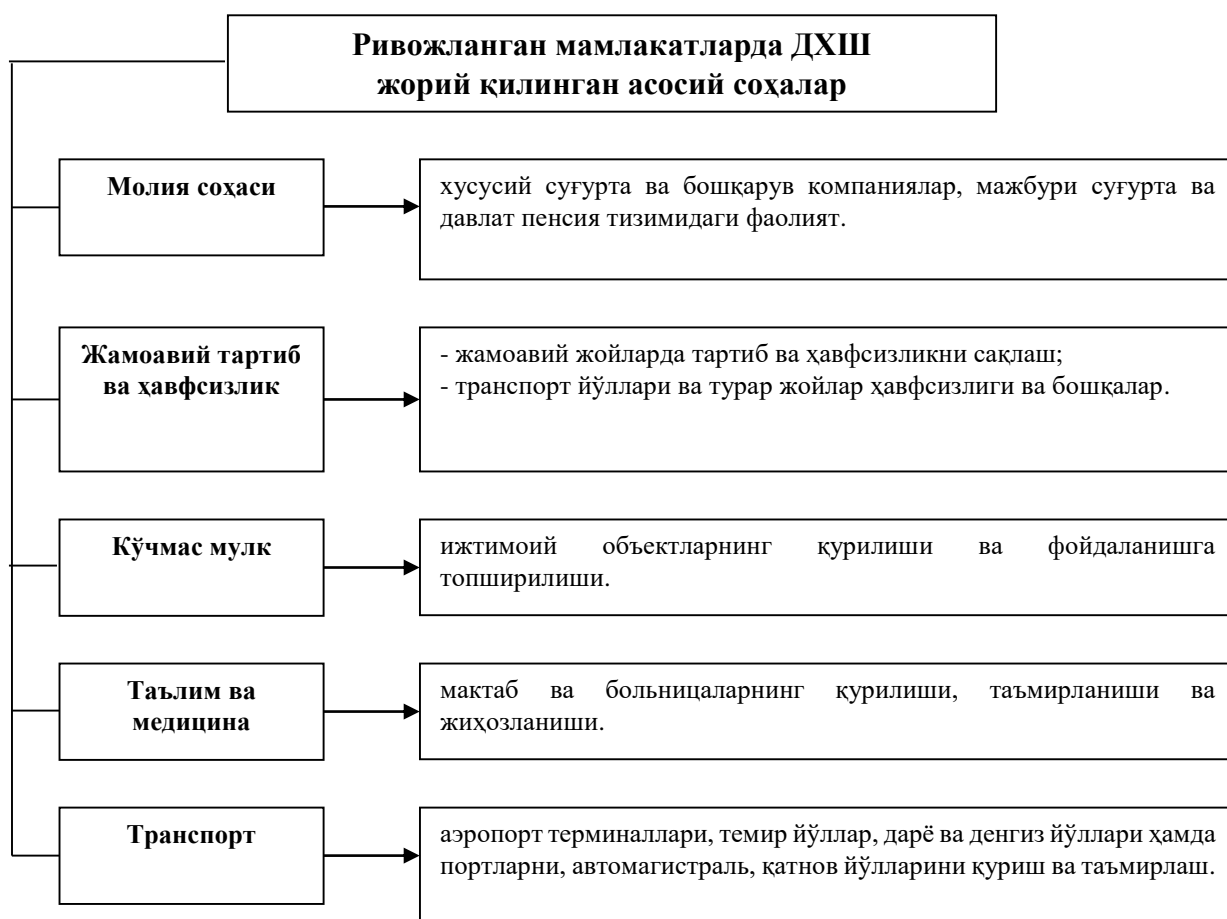 Ривожланган мамлакатларда ДХШ
жорий қилинган асосий соҳалар
Молия соҳаси
хусусий суғурта ва бошқарув компаниялар, мажбури суғурта ва
давлат пенсия тизимидаги фаолият.
Жамоавий тартиб
ва ҳавфсизлик
- жамоавий жойларда тартиб ва ҳавфсизликни сақлаш;
- транспорт йўллари ва турар жойлар ҳавфсизлиги ва бошқалар.
Кўчмас мулк
ижтимоий объектларнинг қурилиши ва фойдаланишга
топширилиши.
Таълим ва
медицина
мактаб ва больницаларнинг қурилиши, таъмирланиши ва
жиҳозланиши.
Транспорт
аэропорт терминаллари, темир йўллар, дарё ва денгиз йўллари ҳамда
портларни, автомагистраль, қатнов йўлларини қуриш ва таъмирлаш.